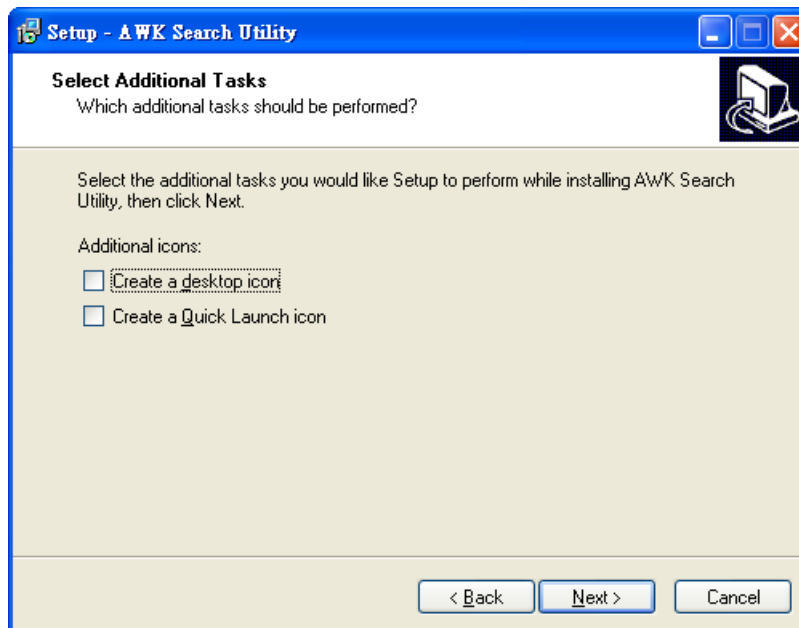 Setup - AWK Search Utility
Select Additional Tasks
Which additional tasks should be performed?
Select the additional tasks you would like Setup to perform while installing AWK Search
Utility, then click Next.
Additional icons:
Create a desktop icon
Create a Quick Launch icon
< Back
Next >
Cancel